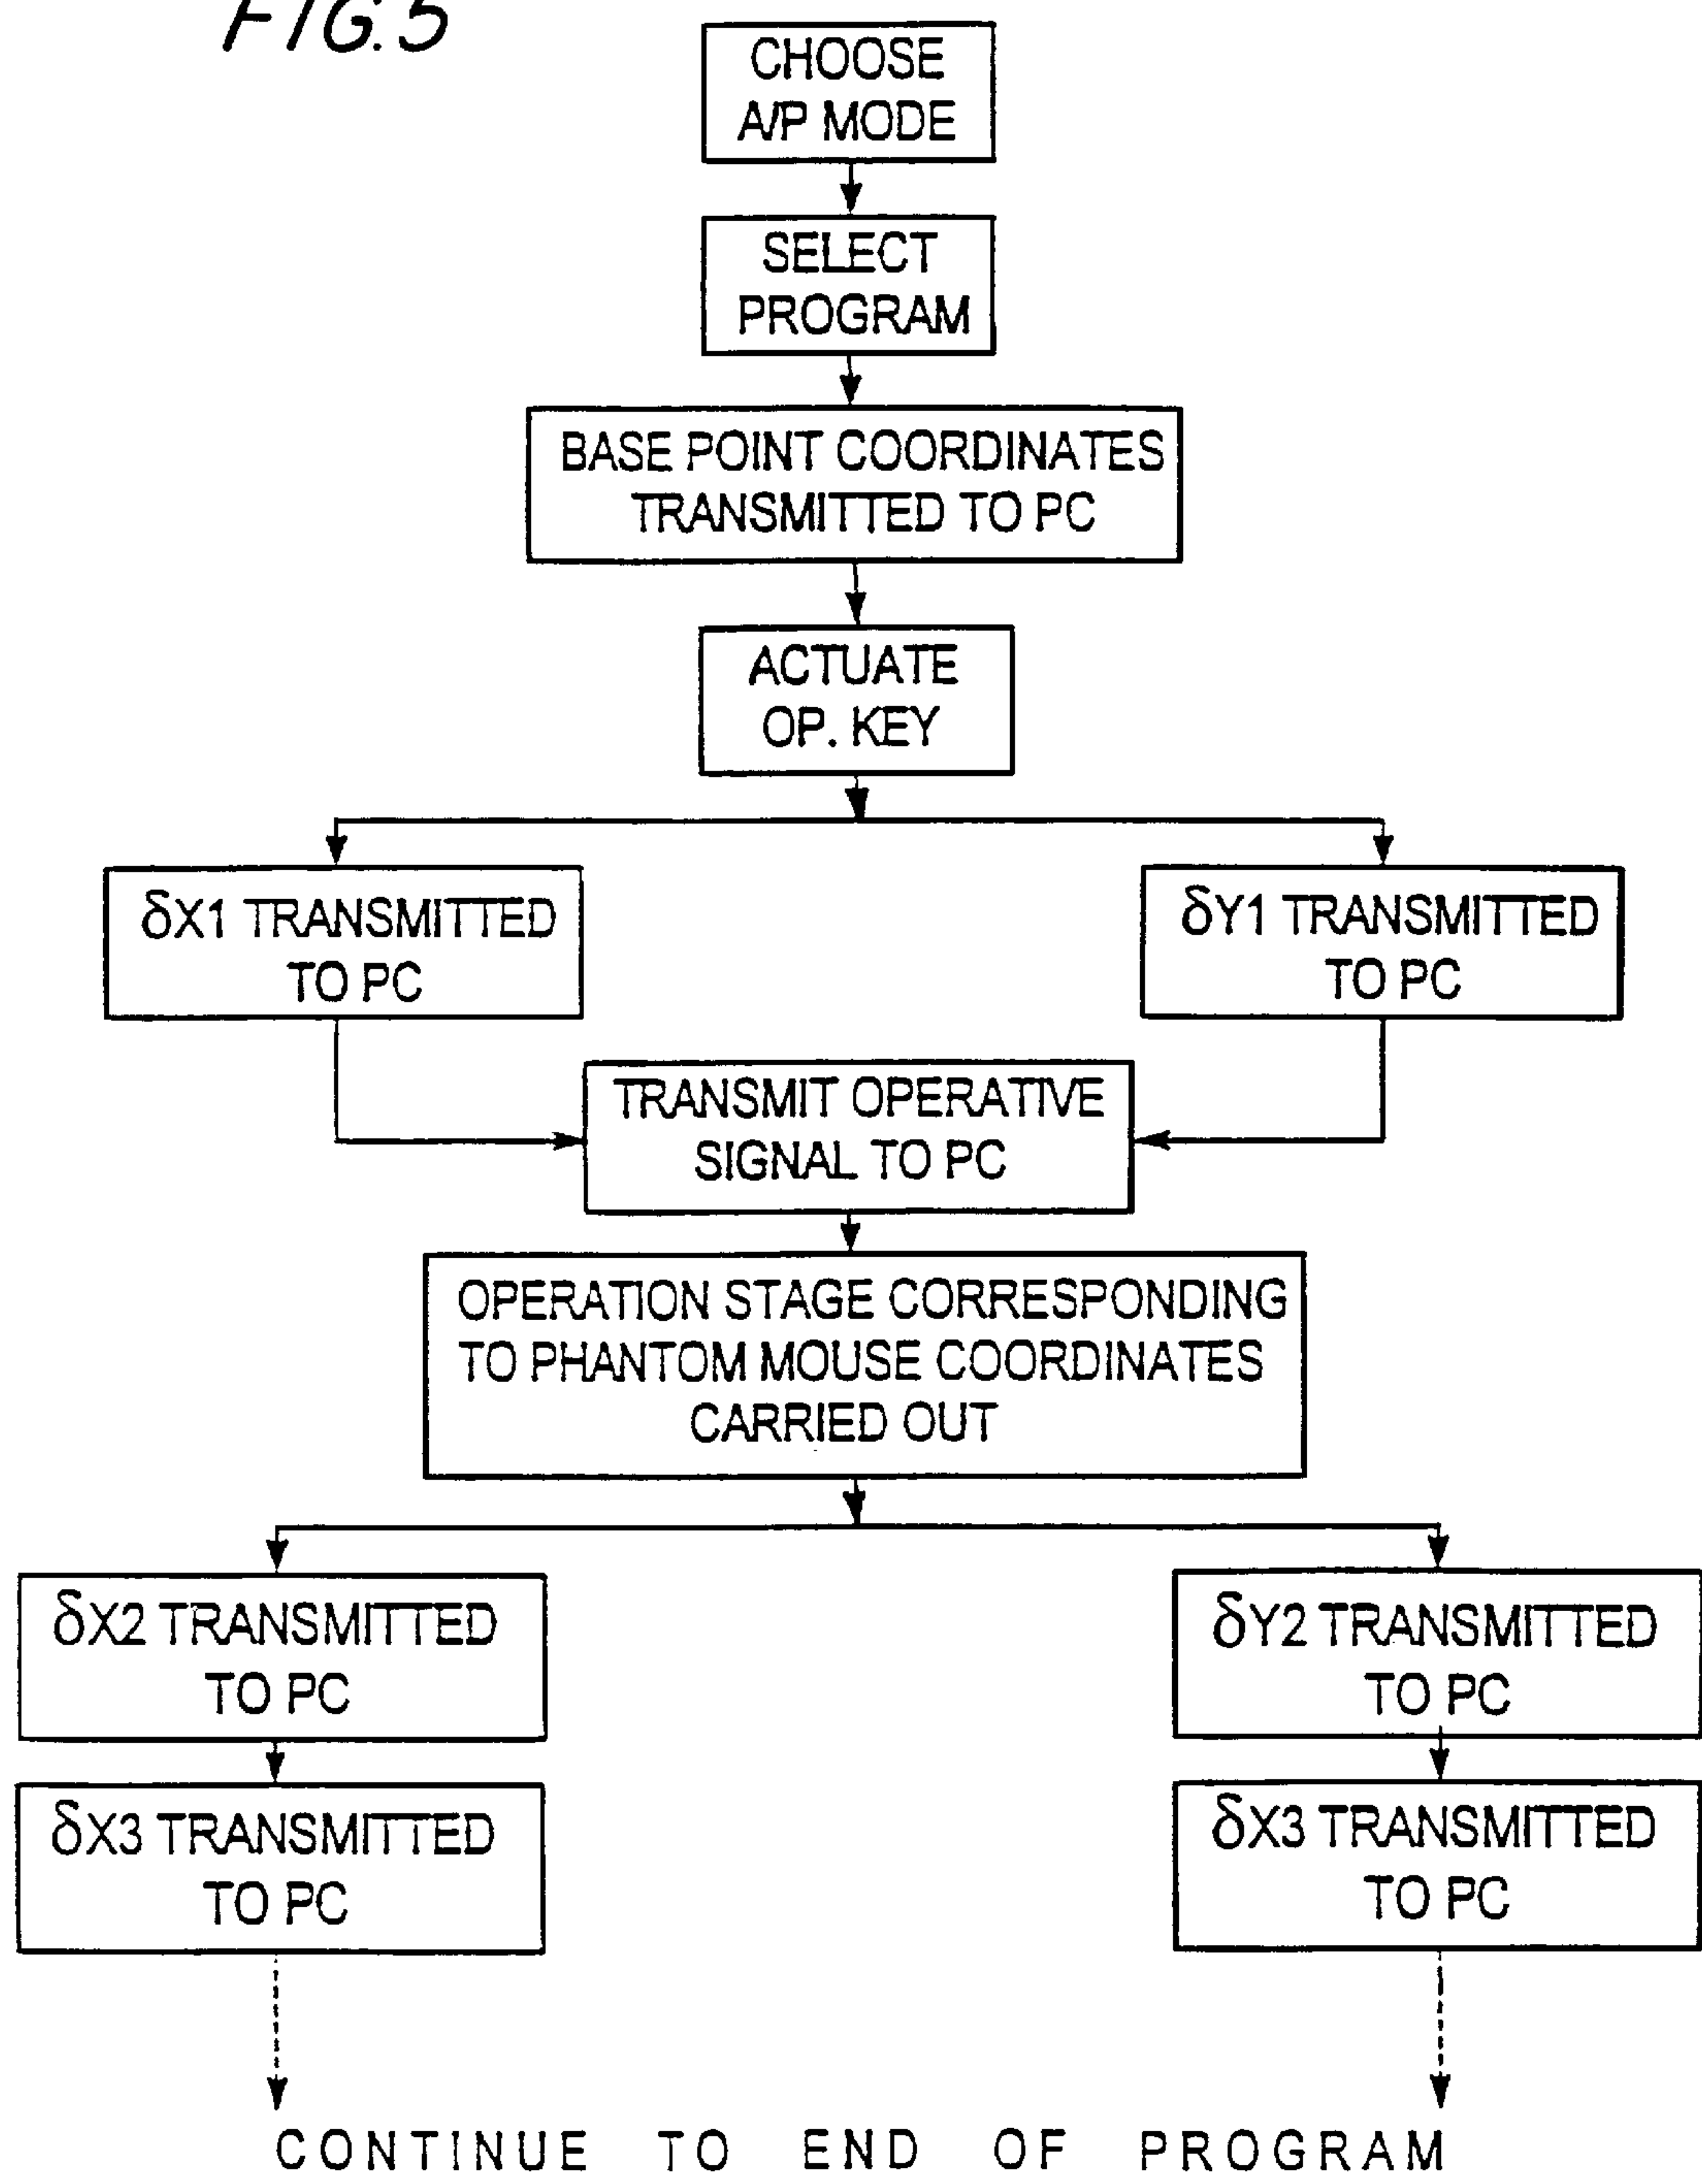 FIG. 5
CHOOSE
A/P MODE
SELECT
PROGRAM
BASE POINT COORDINATES
TRANSMITTED TO PC
ACTUATE
OP. KEY
δX1 TRANSMITTED
TO PC
δY1 TRANSMITTED
TO PC
TRANSMIT OPERATIVE
SIGNAL TO PC
OPERATION STAGE CORRESPONDING
TO PHANTOM MOUSE COORDINATES
CARRIED OUT
δX2 TRANSMITTED
TO PC
δY2 TRANSMITTED
TO PC
δX3 TRANSMITTED
TO PC
δX3 TRANSMITTED
TO PC
CONTINUE TO END OF PROGRAM